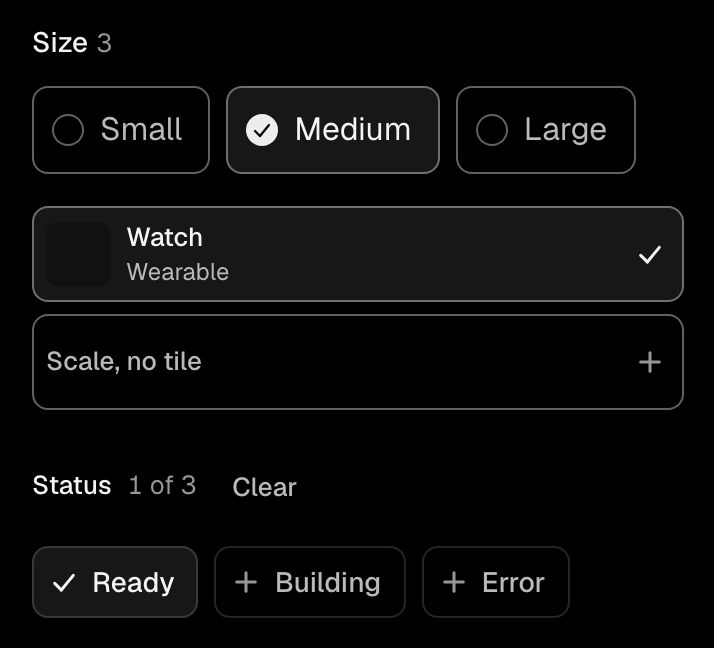 Size 3
Small Medium Large
Watch
Wearable
Scale, no tile
Status 1 of 3 Clear
Ready Building Error